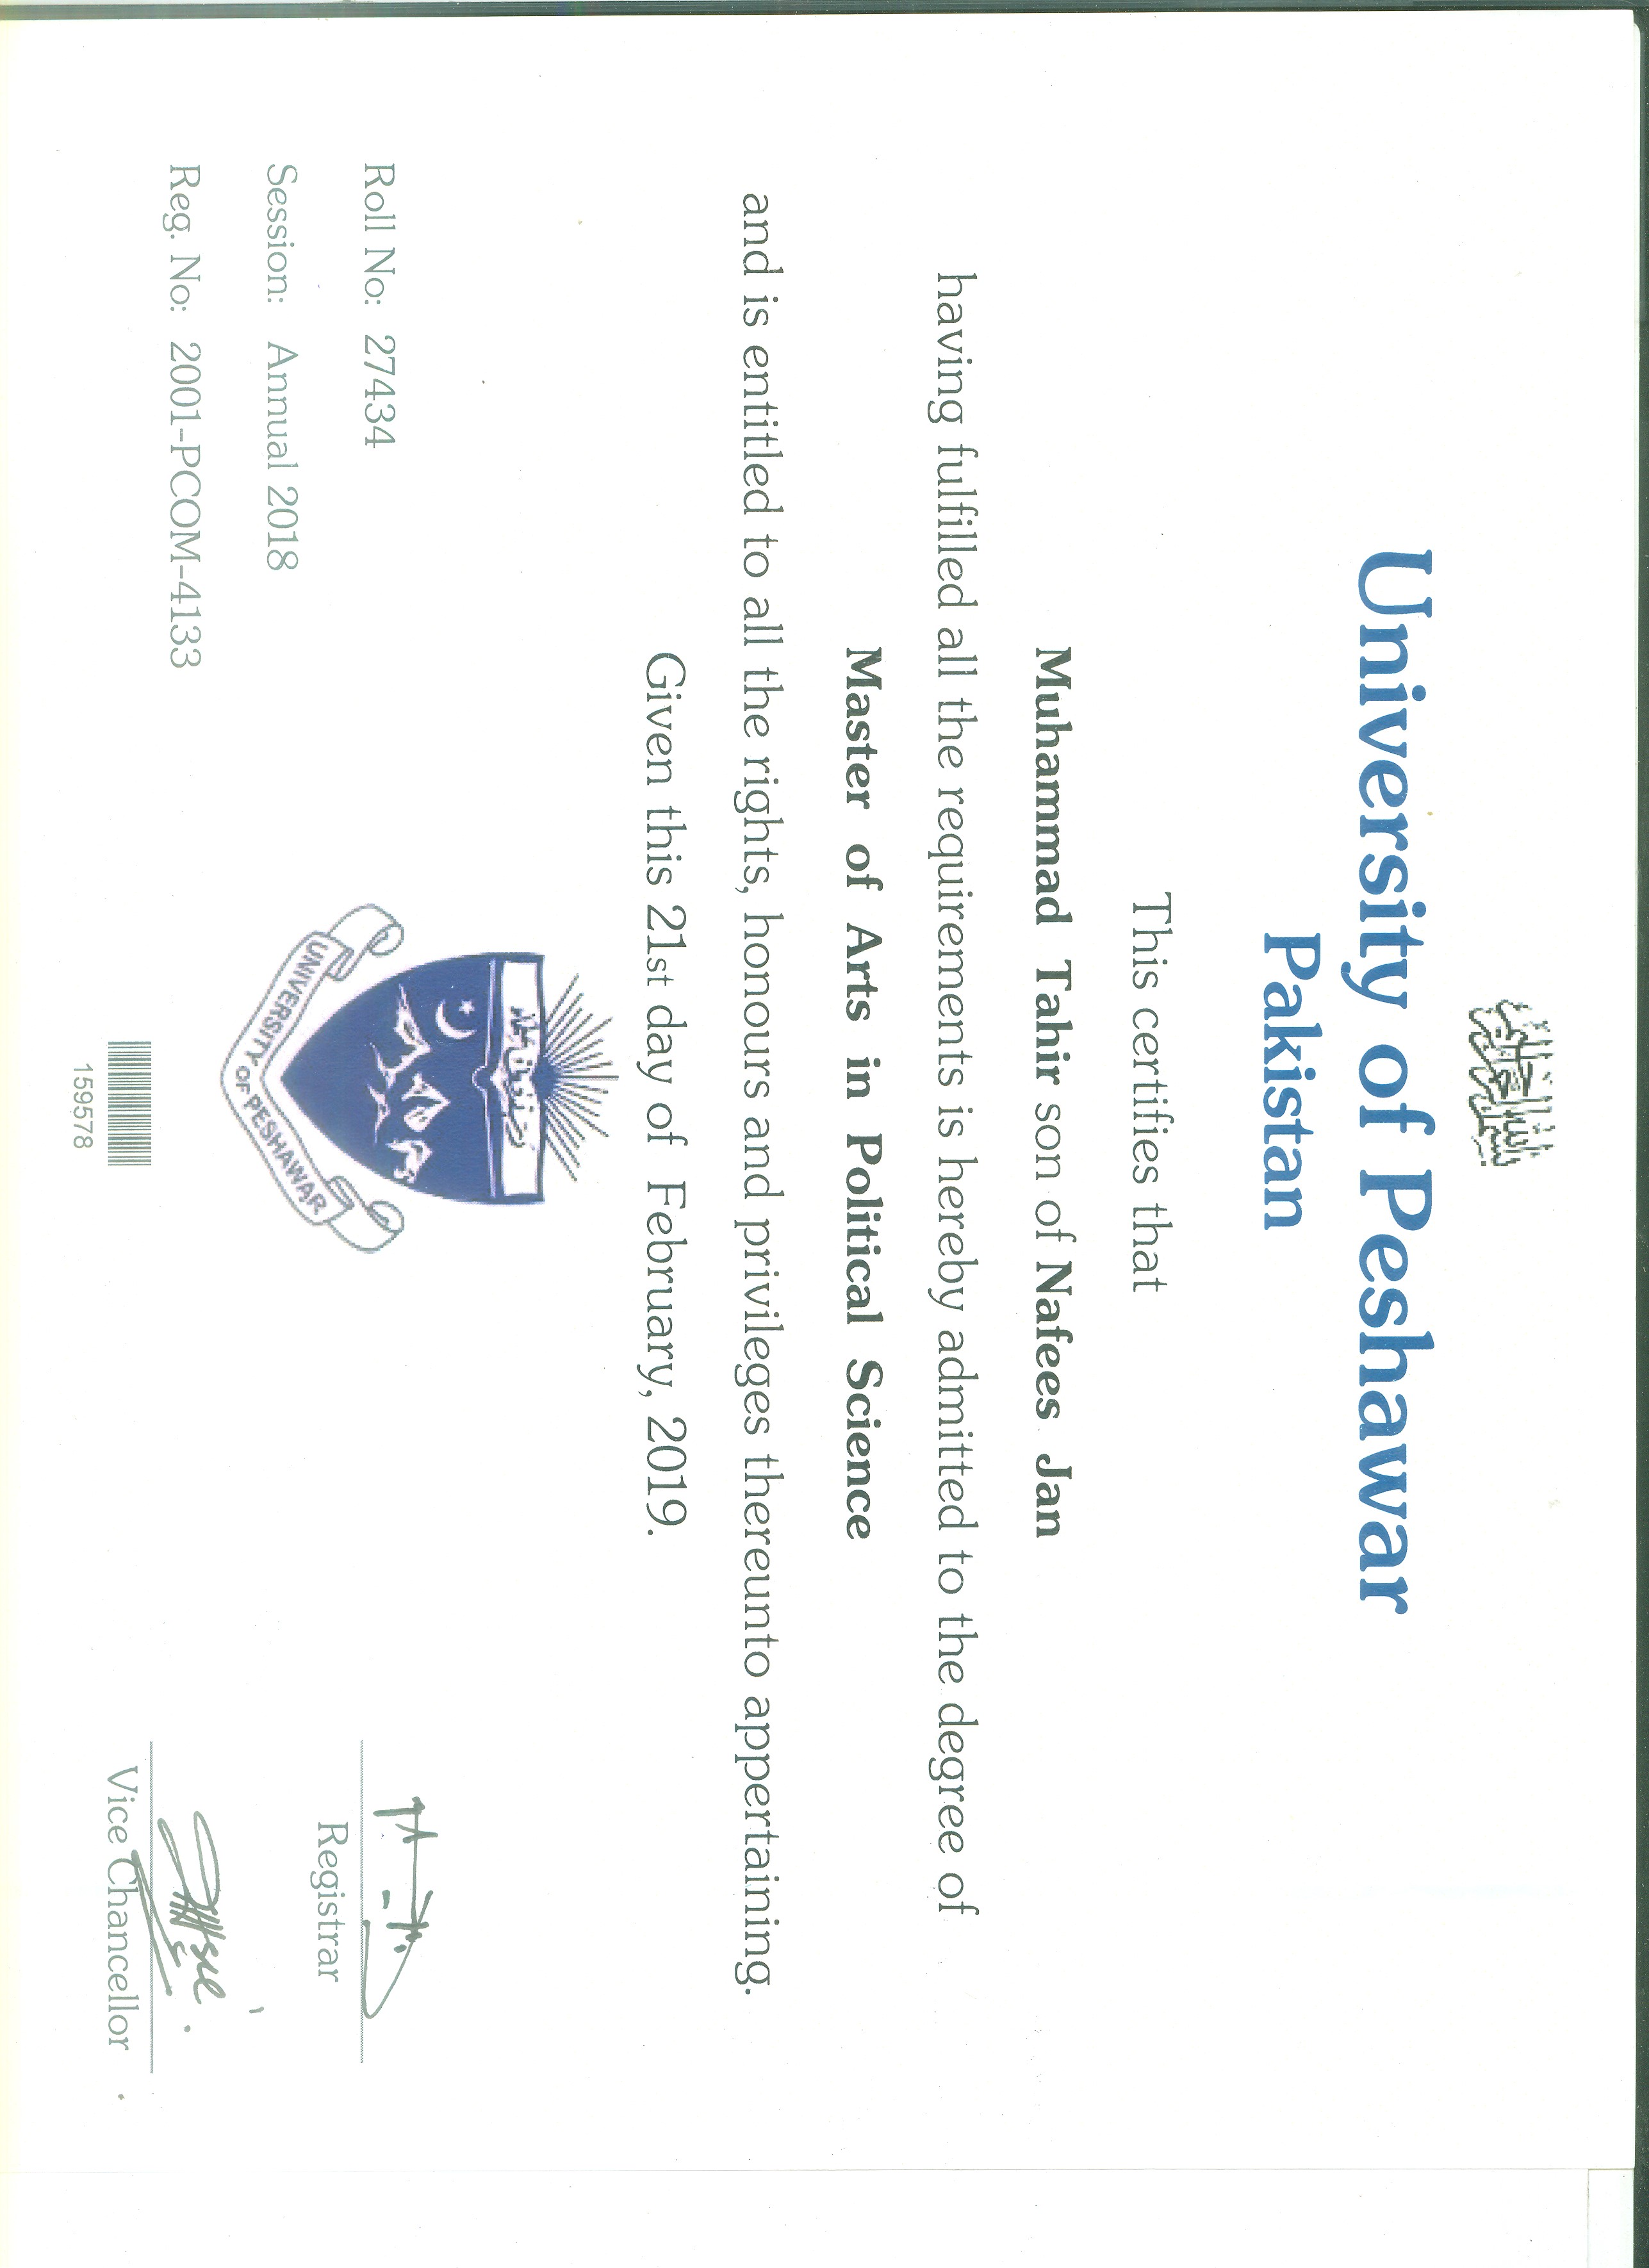 University of Peshawar
Pakistan
This certifies that
Muhammad Tahir son of Nafees Jan
having fulfilled all the requirements is hereby admitted to the degree of
Master of Arts in Political Science
and is entitled to all the rights, honours and privileges thereunto appertaining.
Given this 21st day of February, 2019.
Roll No: 27434
Session: Annual 2018
Reg. No: 2001-PCOM-4133
UNIVERSITY OF PESHAWAR
159578
Registrar
Vice Chancellor